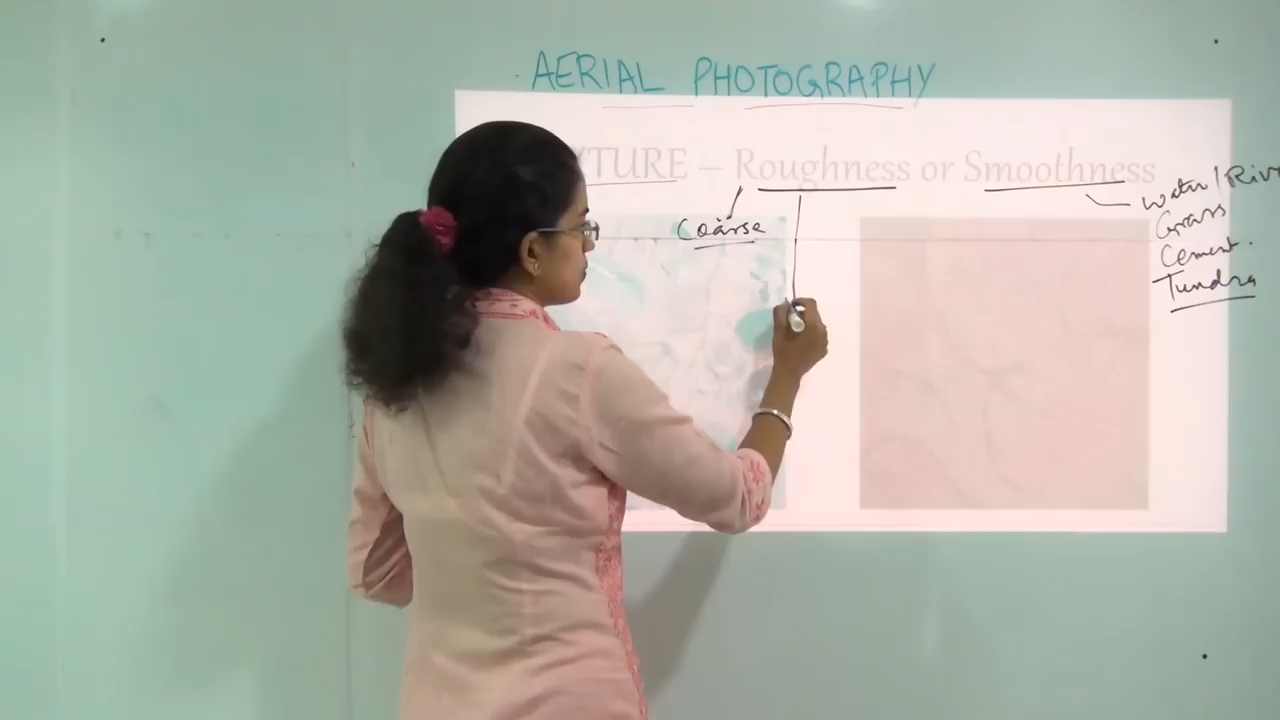 AERIAL PHOTOGRAPHY
XTURE – Roughness or Smoothness
Coarse
Water/Riv
Grass
Cement.
Tundra